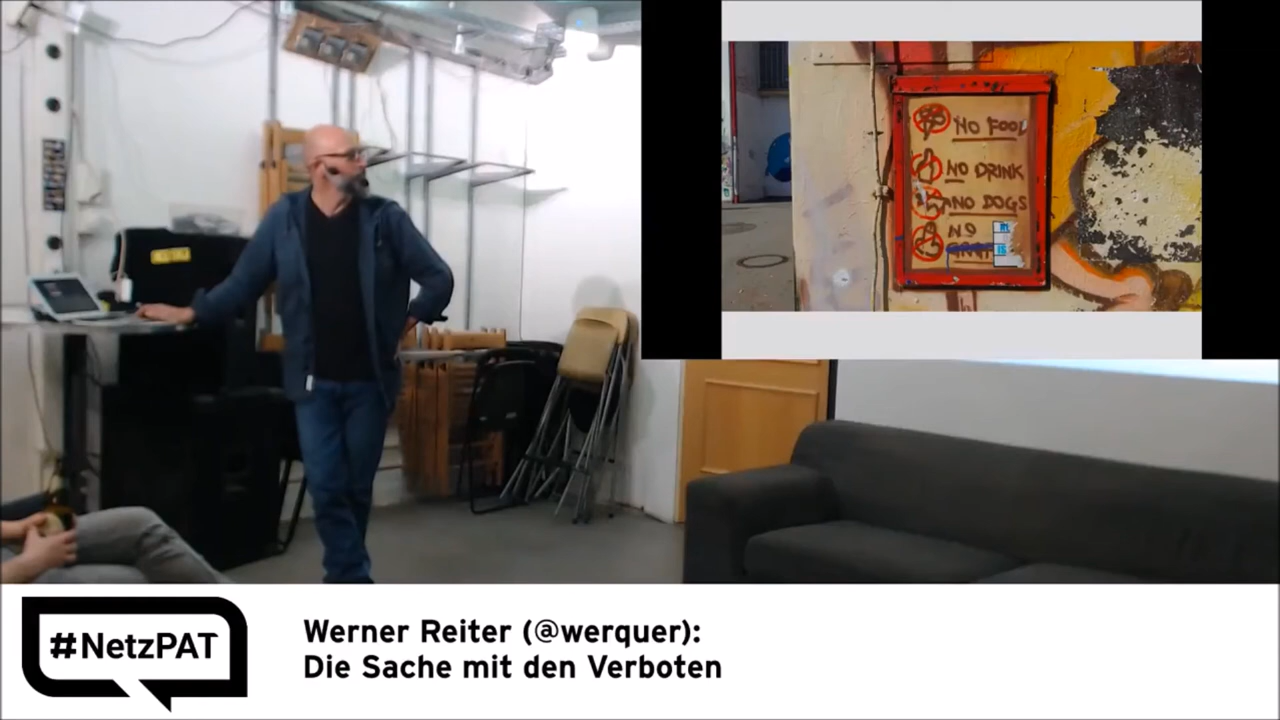 NO FOOD
NO DRINK
NO DOGS
NO
#NetzPAT
Werner Reiter (@werquer):
Die Sache mit den Verboten